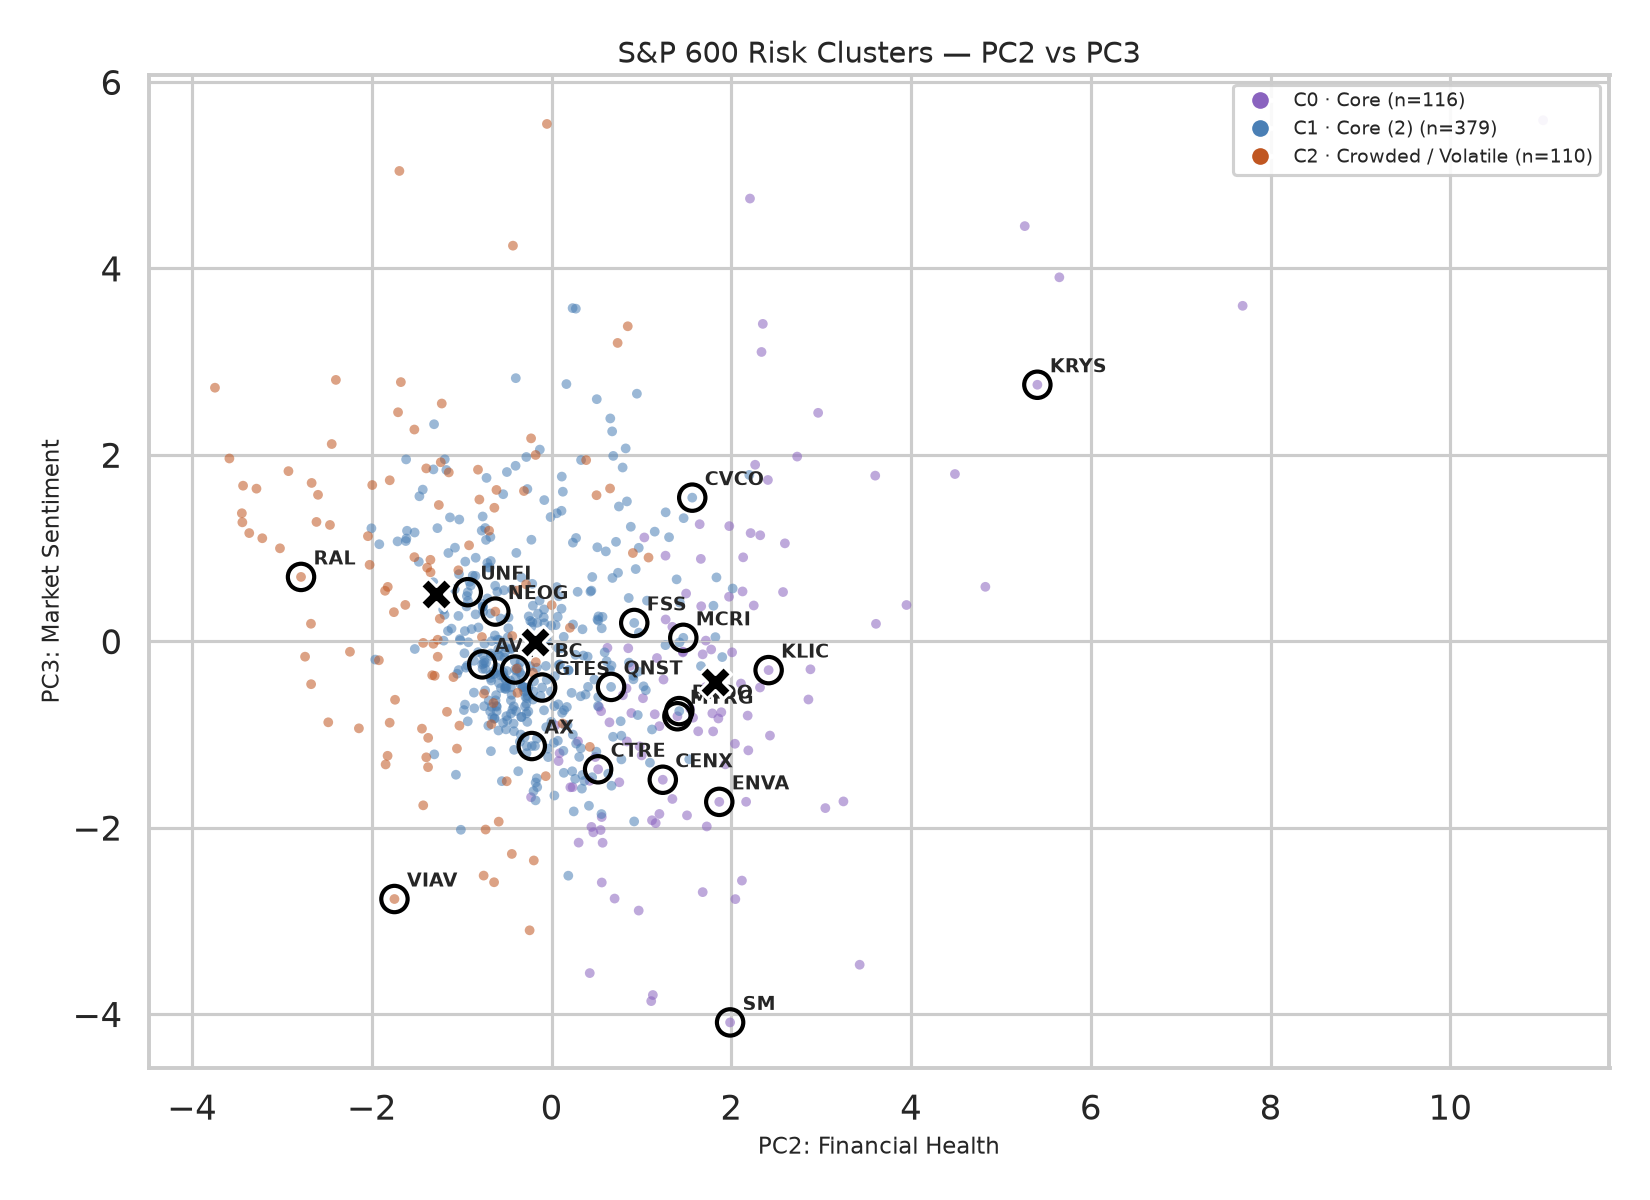 S&P 600 Risk Clusters — PC2 vs PC3
C0 · Core (n=116)
C1 · Core (2) (n=379)
C2 · Crowded / Volatile (n=110)
PC3: Market Sentiment
6
4
2
0
−2
−4
KRYS
CVCO
RAL
UNFI
NEOG
FSS
MCRI
AV
BC
KLIC
GTES
QNST
AX
CTRE
CENX
ENVA
VIAV
SM
−4
−2
0
2
4
6
8
10
PC2: Financial Health